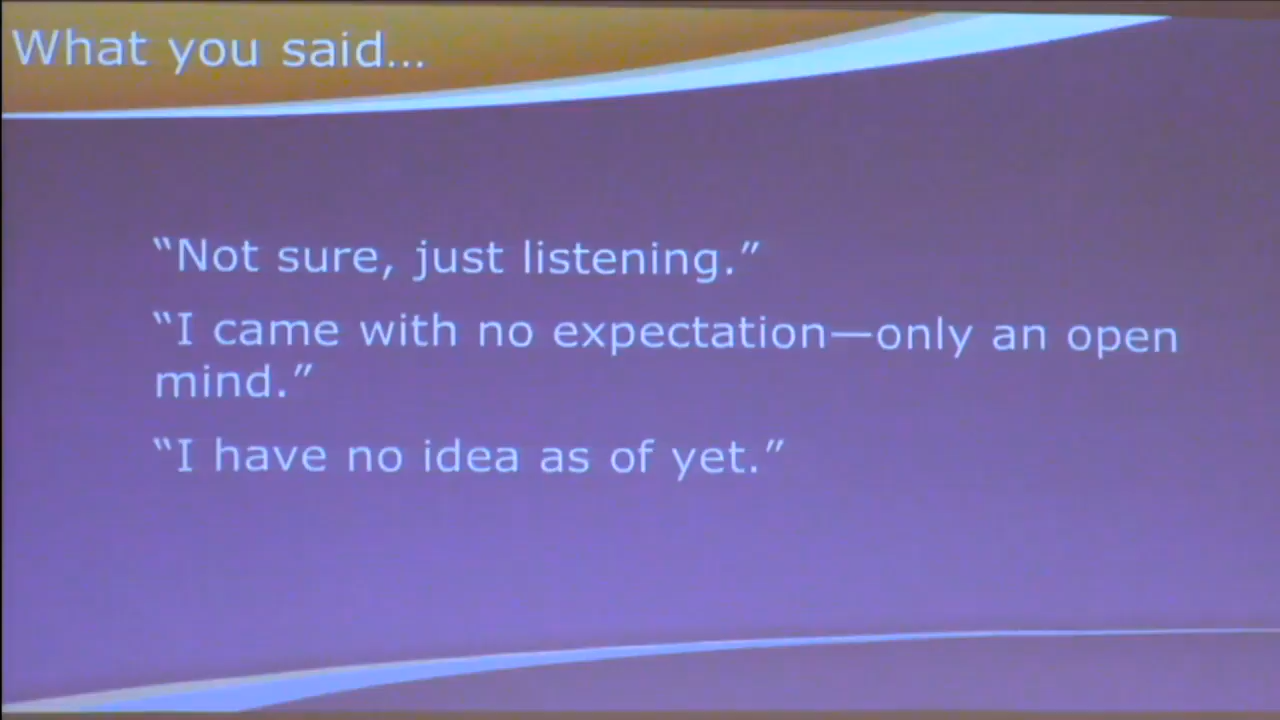 What you said...
“Not sure, just listening.”
“I came with no expectation—only an open
mind.”
“I have no idea as of yet.”